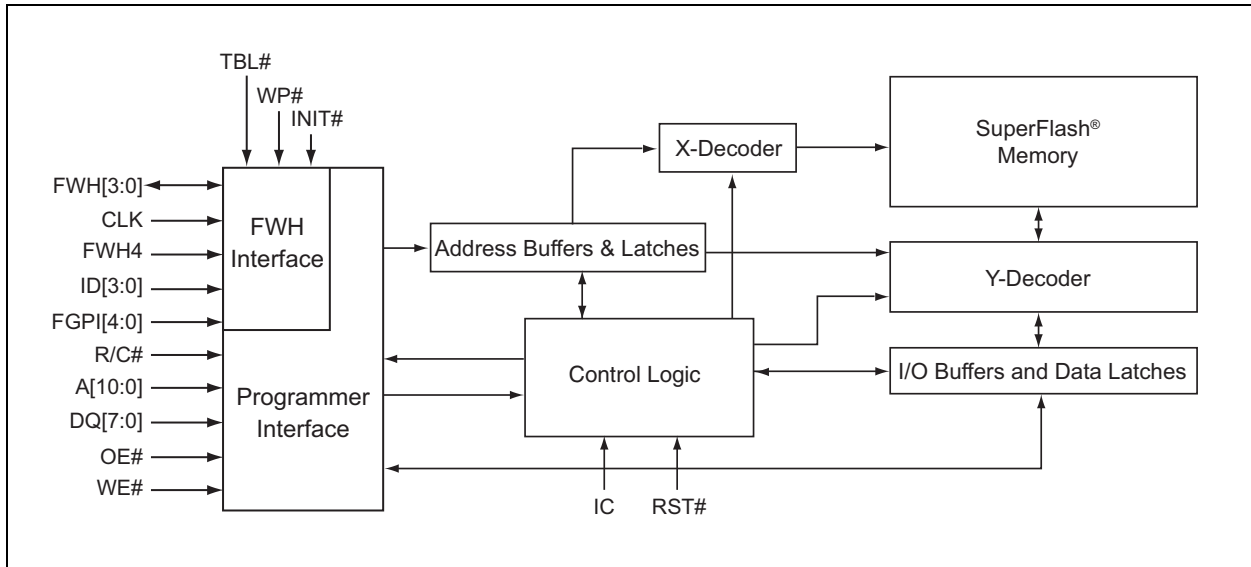 TBL#
WP#
INIT#
FWH[3:0]
CLK
FWH4
ID[3:0]
FGPI[4:0]
R/C#
A[10:0]
DQ[7:0]
OE#
WE#
FWH
Interface
Programmer
Interface
X-Decoder
SuperFlash®
Memory
Address Buffers & Latches
Y-Decoder
Control Logic
I/O Buffers and Data Latches
IC
RST#